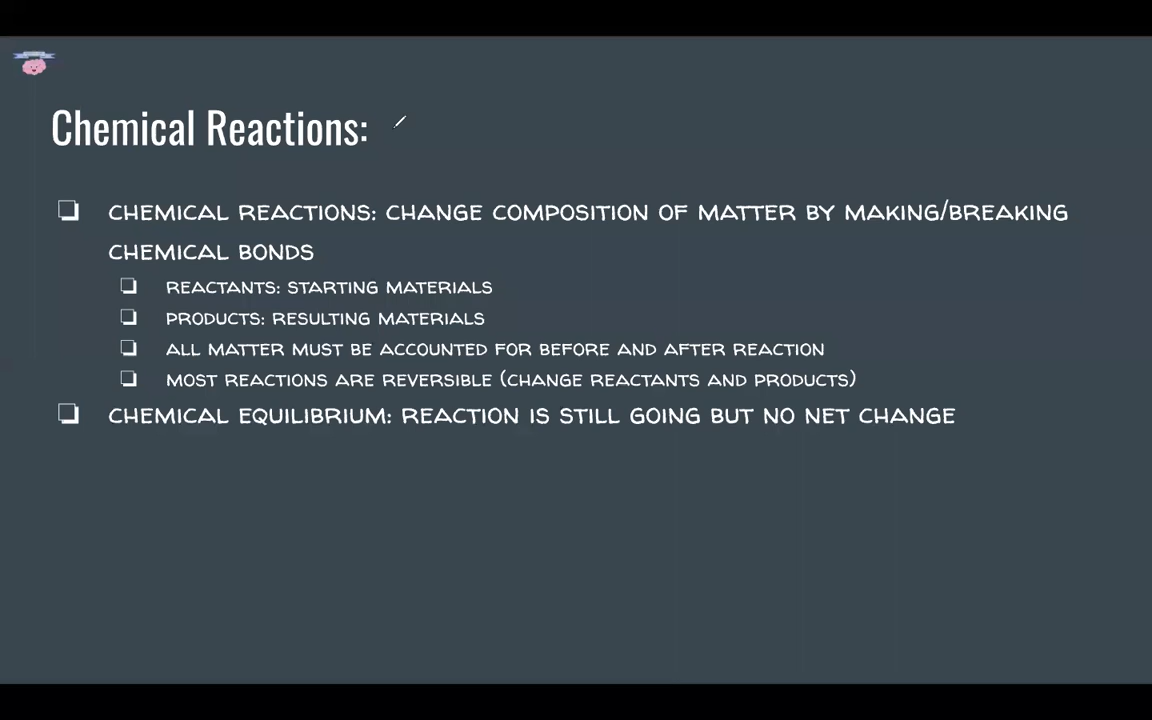 Chemical Reactions:
CHEMICAL REACTIONS: CHANGE COMPOSITION OF MATTER BY MAKING/BREAKING
CHEMICAL BONDS
REACTANTS: STARTING MATERIALS
PRODUCTS: RESULTING MATERIALS
ALL MATTER MUST BE ACCOUNTED FOR BEFORE AND AFTER REACTION
MOST REACTIONS ARE REVERSIBLE (CHANGE REACTANTS AND PRODUCTS)
CHEMICAL EQUILIBRIUM: REACTION IS STILL GOING BUT NO NET CHANGE